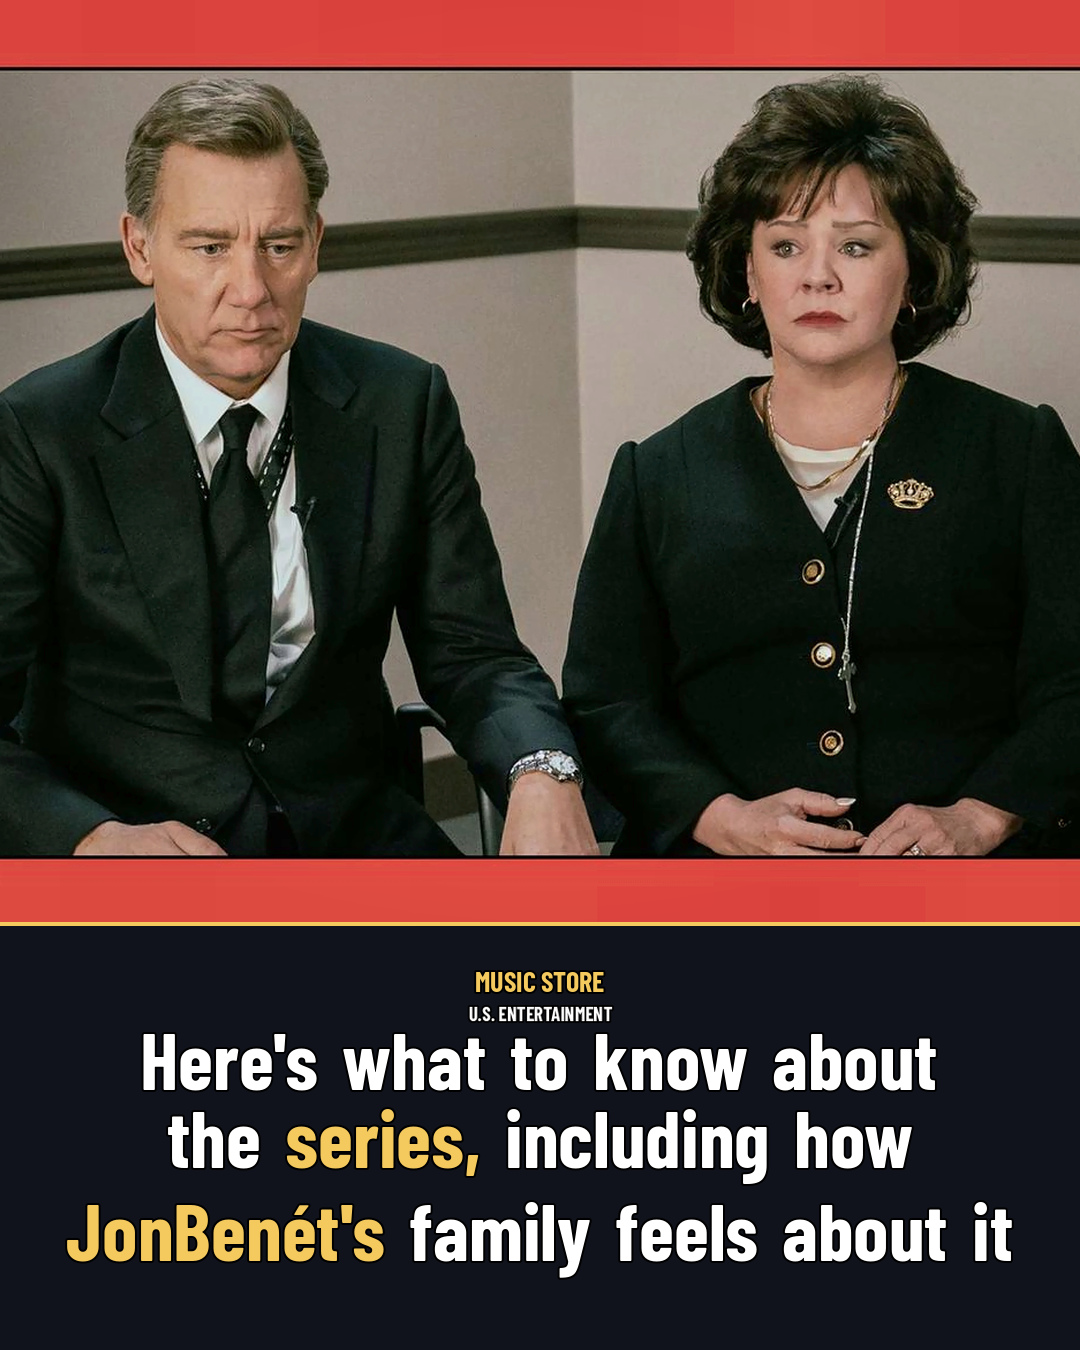 MUSIC STORE
U.S. ENTERTAINMENT
Here's what to know about
the series, including how
JonBenét's family feels about it